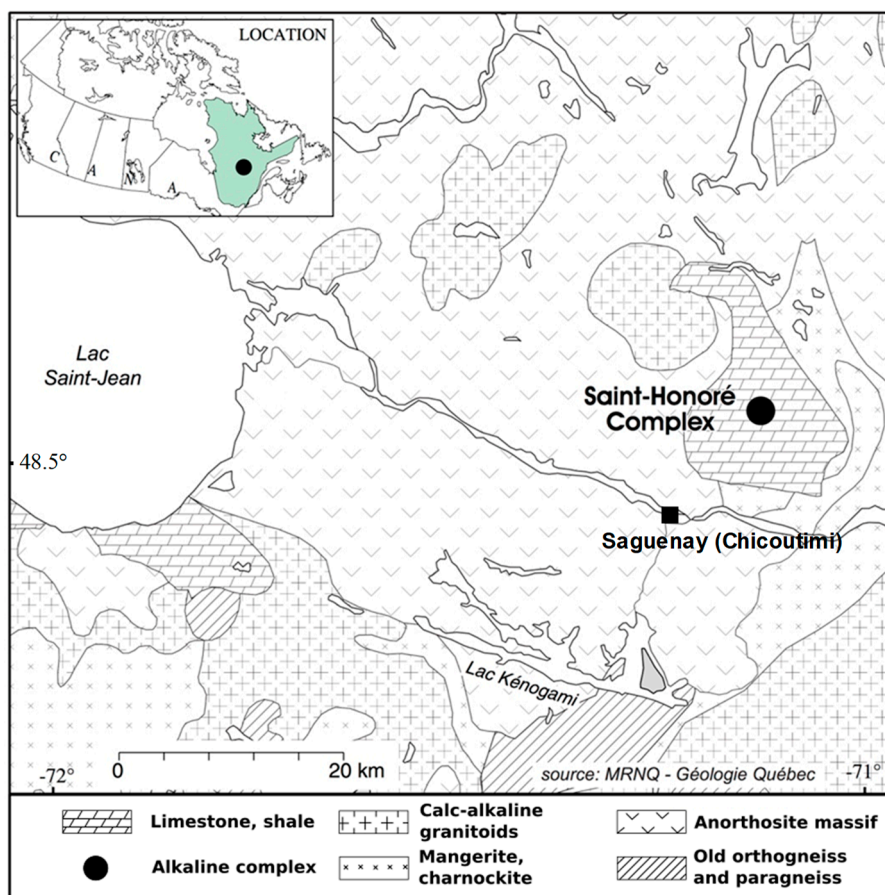 LOCATION
C
A
N
A
Lac
Saint-Jean
Saint-Honoré
Complex
48.5°
Saguenay (Chicoutimi)
Lac Kénogami
0 20 km
source: MRNQ - Géologie Québec
-72°
-71°
Limestone, shale
Calc-alkaline
granitoids
Anorthosite massif
Alkaline complex
Mangerite,
charnockite
Old orthogneiss
and paragneiss